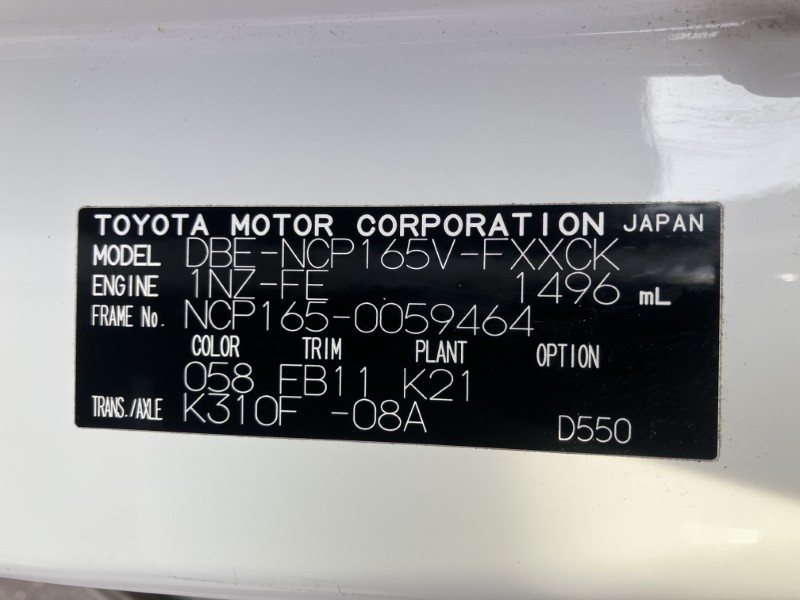 TOYOTA MOTOR CORPORATION JAPAN
MODEL DBE-NCP165V-FXXCK
ENGINE 1NZ-FE 1496 mL
FRAME No. NCP165-0059464
COLOR TRIM PLANT OPTION
058 FB11 K21
TRANS./AXLE K310F -08A D550